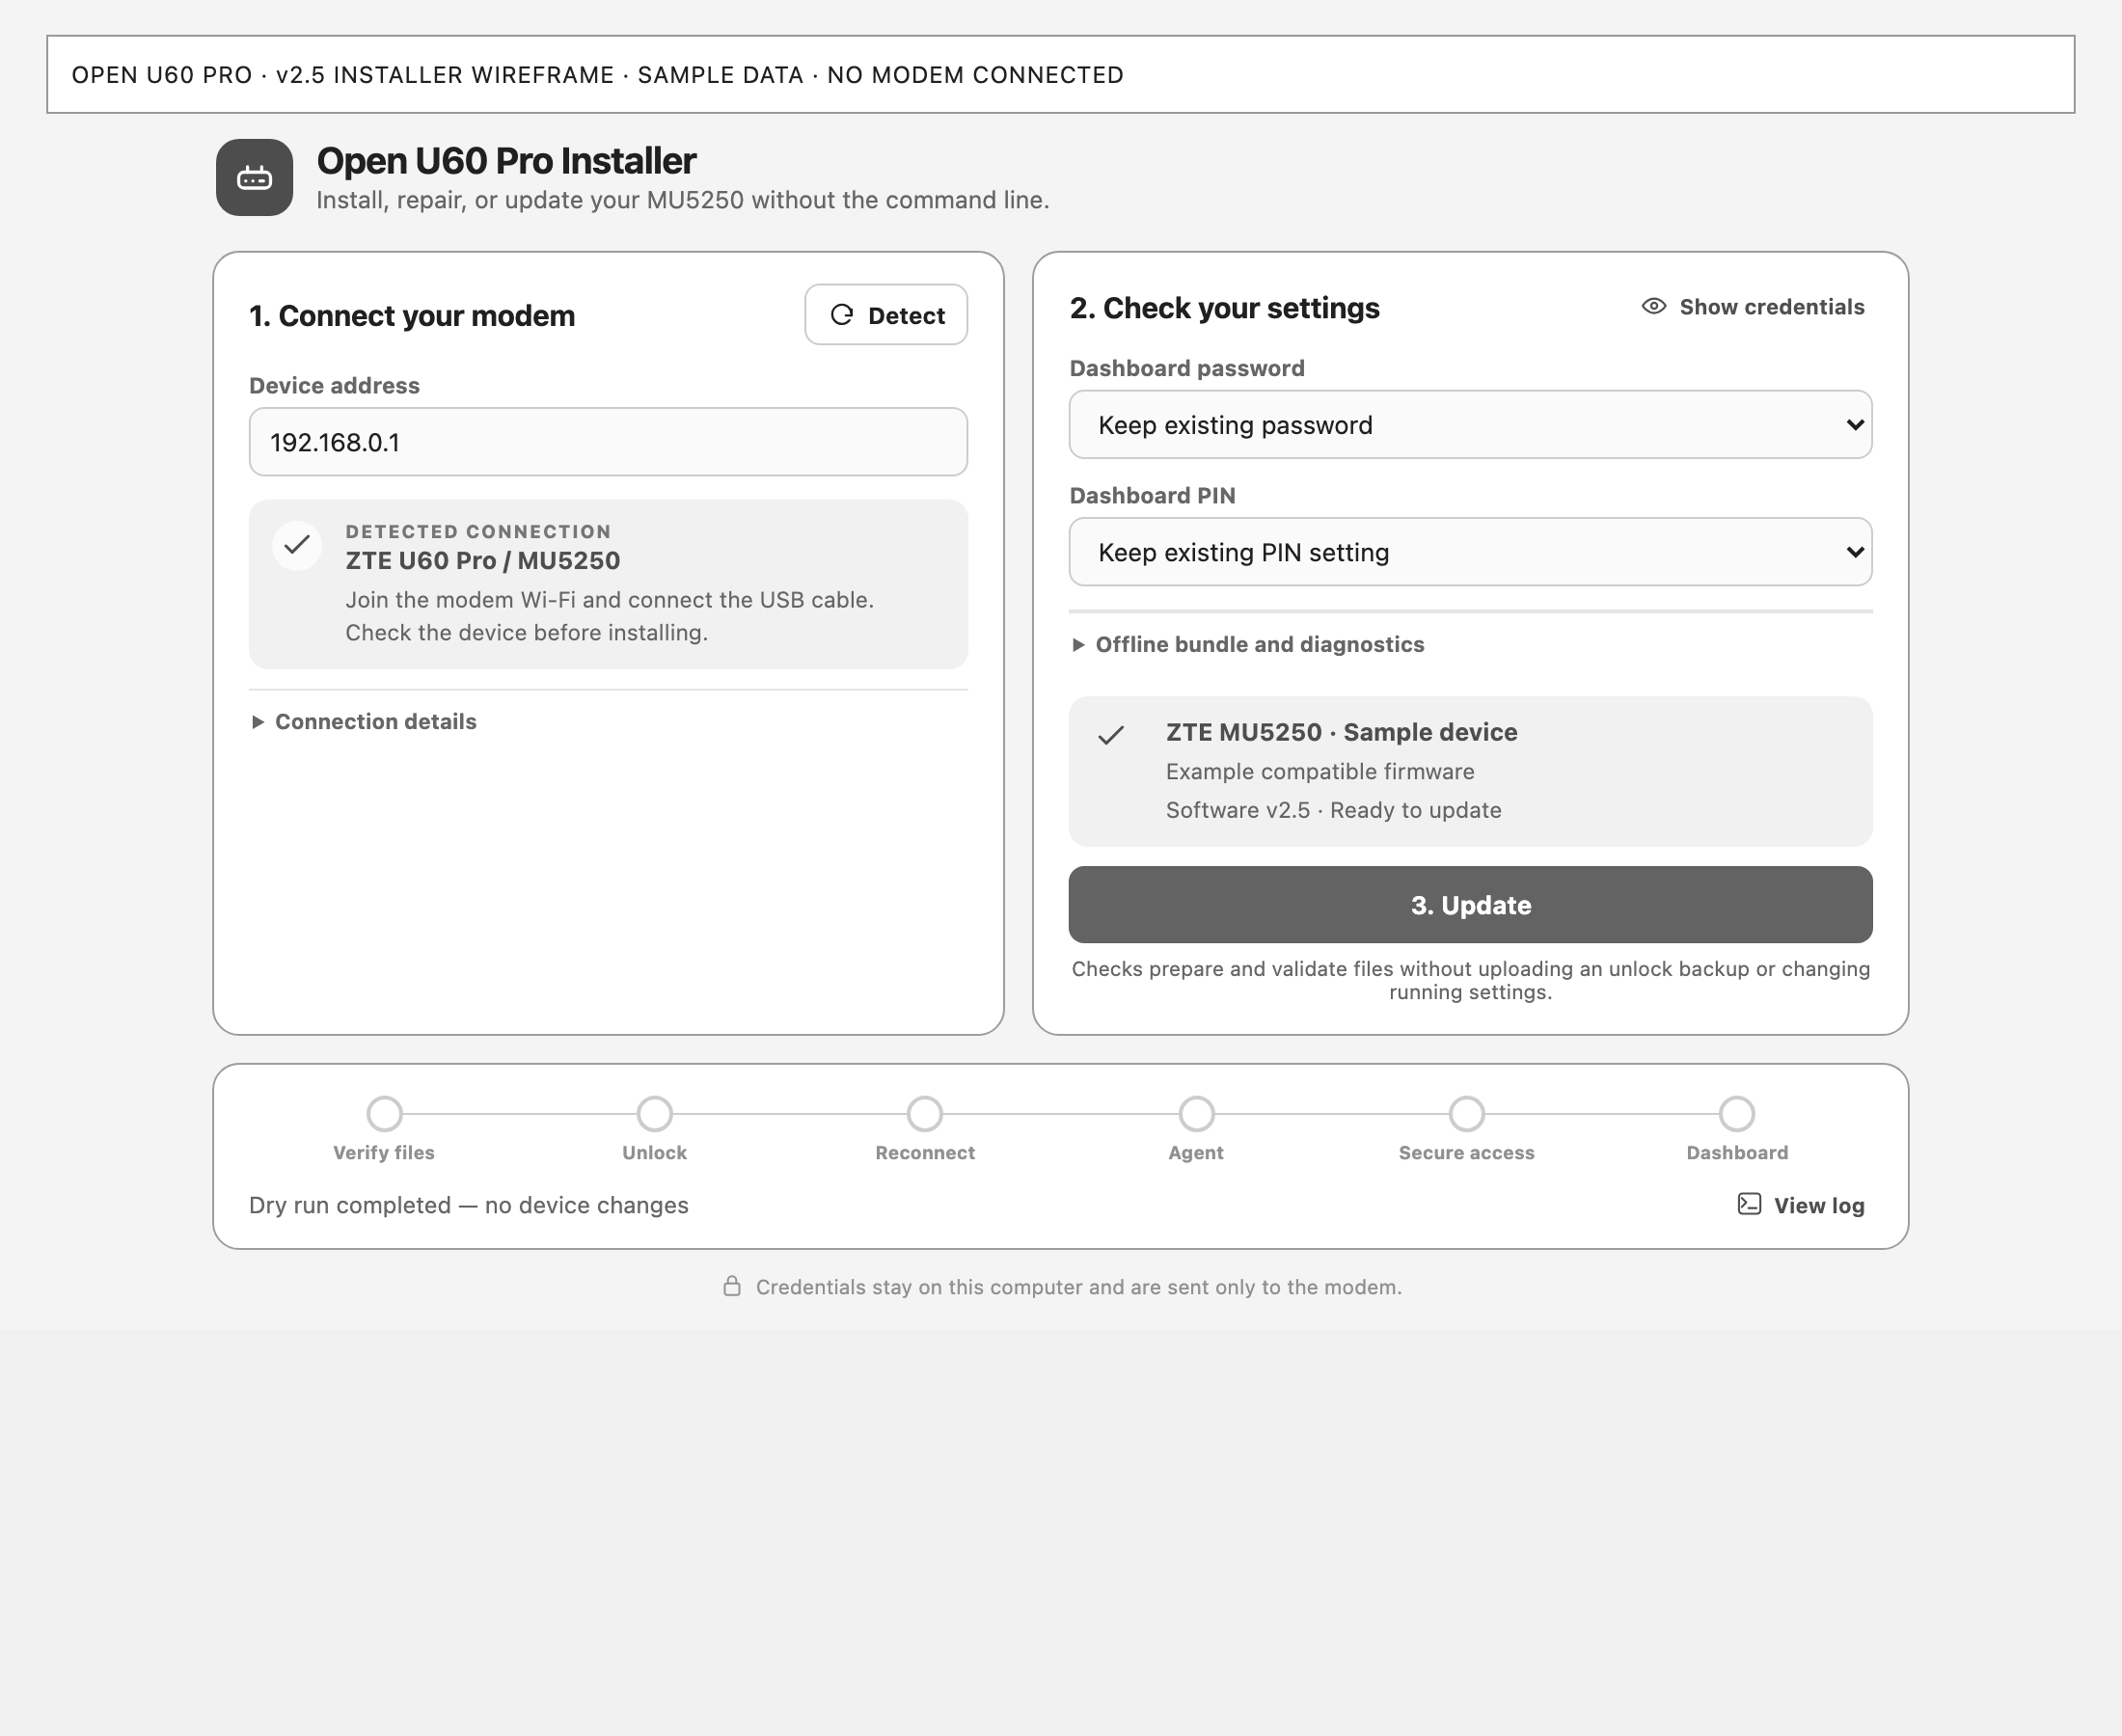 OPEN U60 PRO · v2.5 INSTALLER WIREFRAME · SAMPLE DATA · NO MODEM CONNECTED
Open U60 Pro Installer
Install, repair, or update your MU5250 without the command line.
1. Connect your modem
Detect
Device address
192.168.0.1
DETECTED CONNECTION
ZTE U60 Pro / MU5250
Join the modem Wi-Fi and connect the USB cable.
Check the device before installing.
Connection details
2. Check your settings
Show credentials
Dashboard password
Keep existing password
Dashboard PIN
Keep existing PIN setting
Offline bundle and diagnostics
ZTE MU5250 · Sample device
Example compatible firmware
Software v2.5 · Ready to update
3. Update
Checks prepare and validate files without uploading an unlock backup or changing
running settings.
Verify files
Unlock
Reconnect
Agent
Secure access
Dashboard
Dry run completed — no device changes
View log
Credentials stay on this computer and are sent only to the modem.